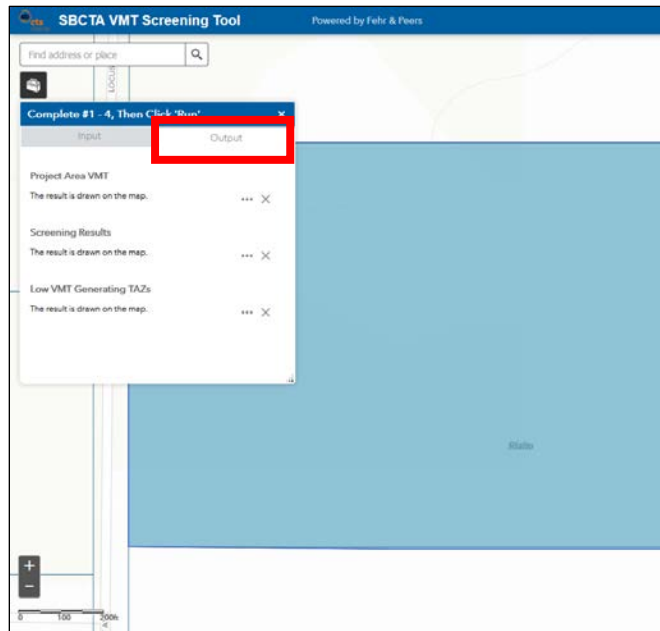 SBCTA VMT Screening Tool
Powered by Fehr & Peers
Find address or place
LOCUS
Complete #1 - 4, Then Click 'Run'
Input
Output
Project Area VMT
The result is drawn on the map.
Screening Results
The result is drawn on the map.
Low VMT Generating TAZs
The result is drawn on the map.
Rialto
+
−
0 100 200ft